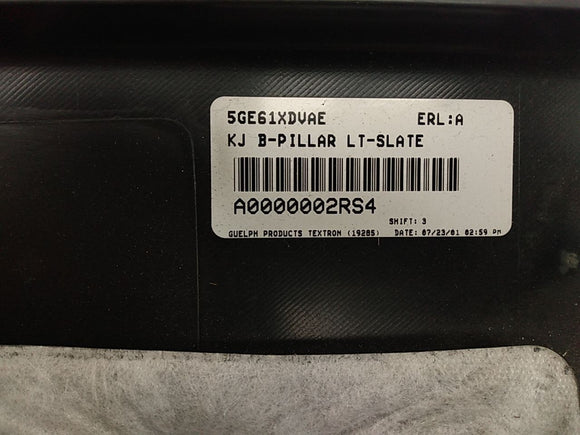 5GE61XDVAE ERL:A
KJ B-PILLAR LT-SLATE
A0000002RS4
SHIFT: 3
GUELPH PRODUCTS TEXTRON (19285) DATE: 07/23/01 02:59 PM